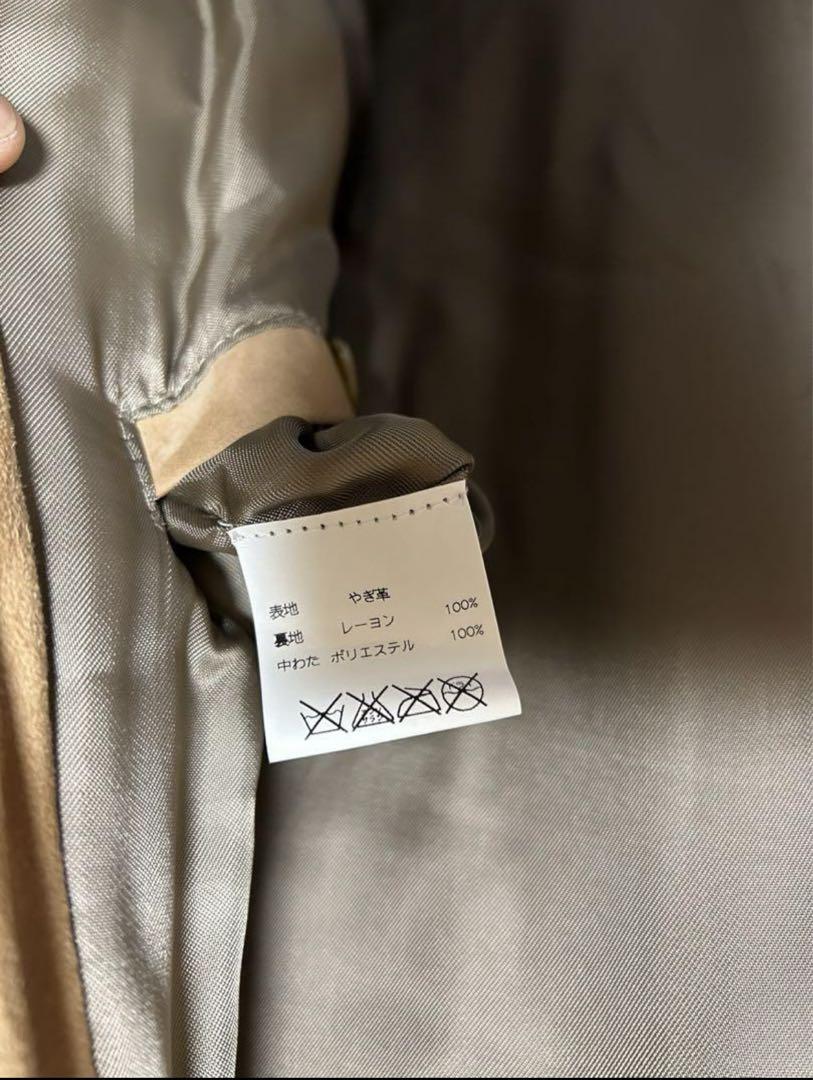 表地 やぎ革
裏地 レーヨン 100%
中わた ポリエステル 100%